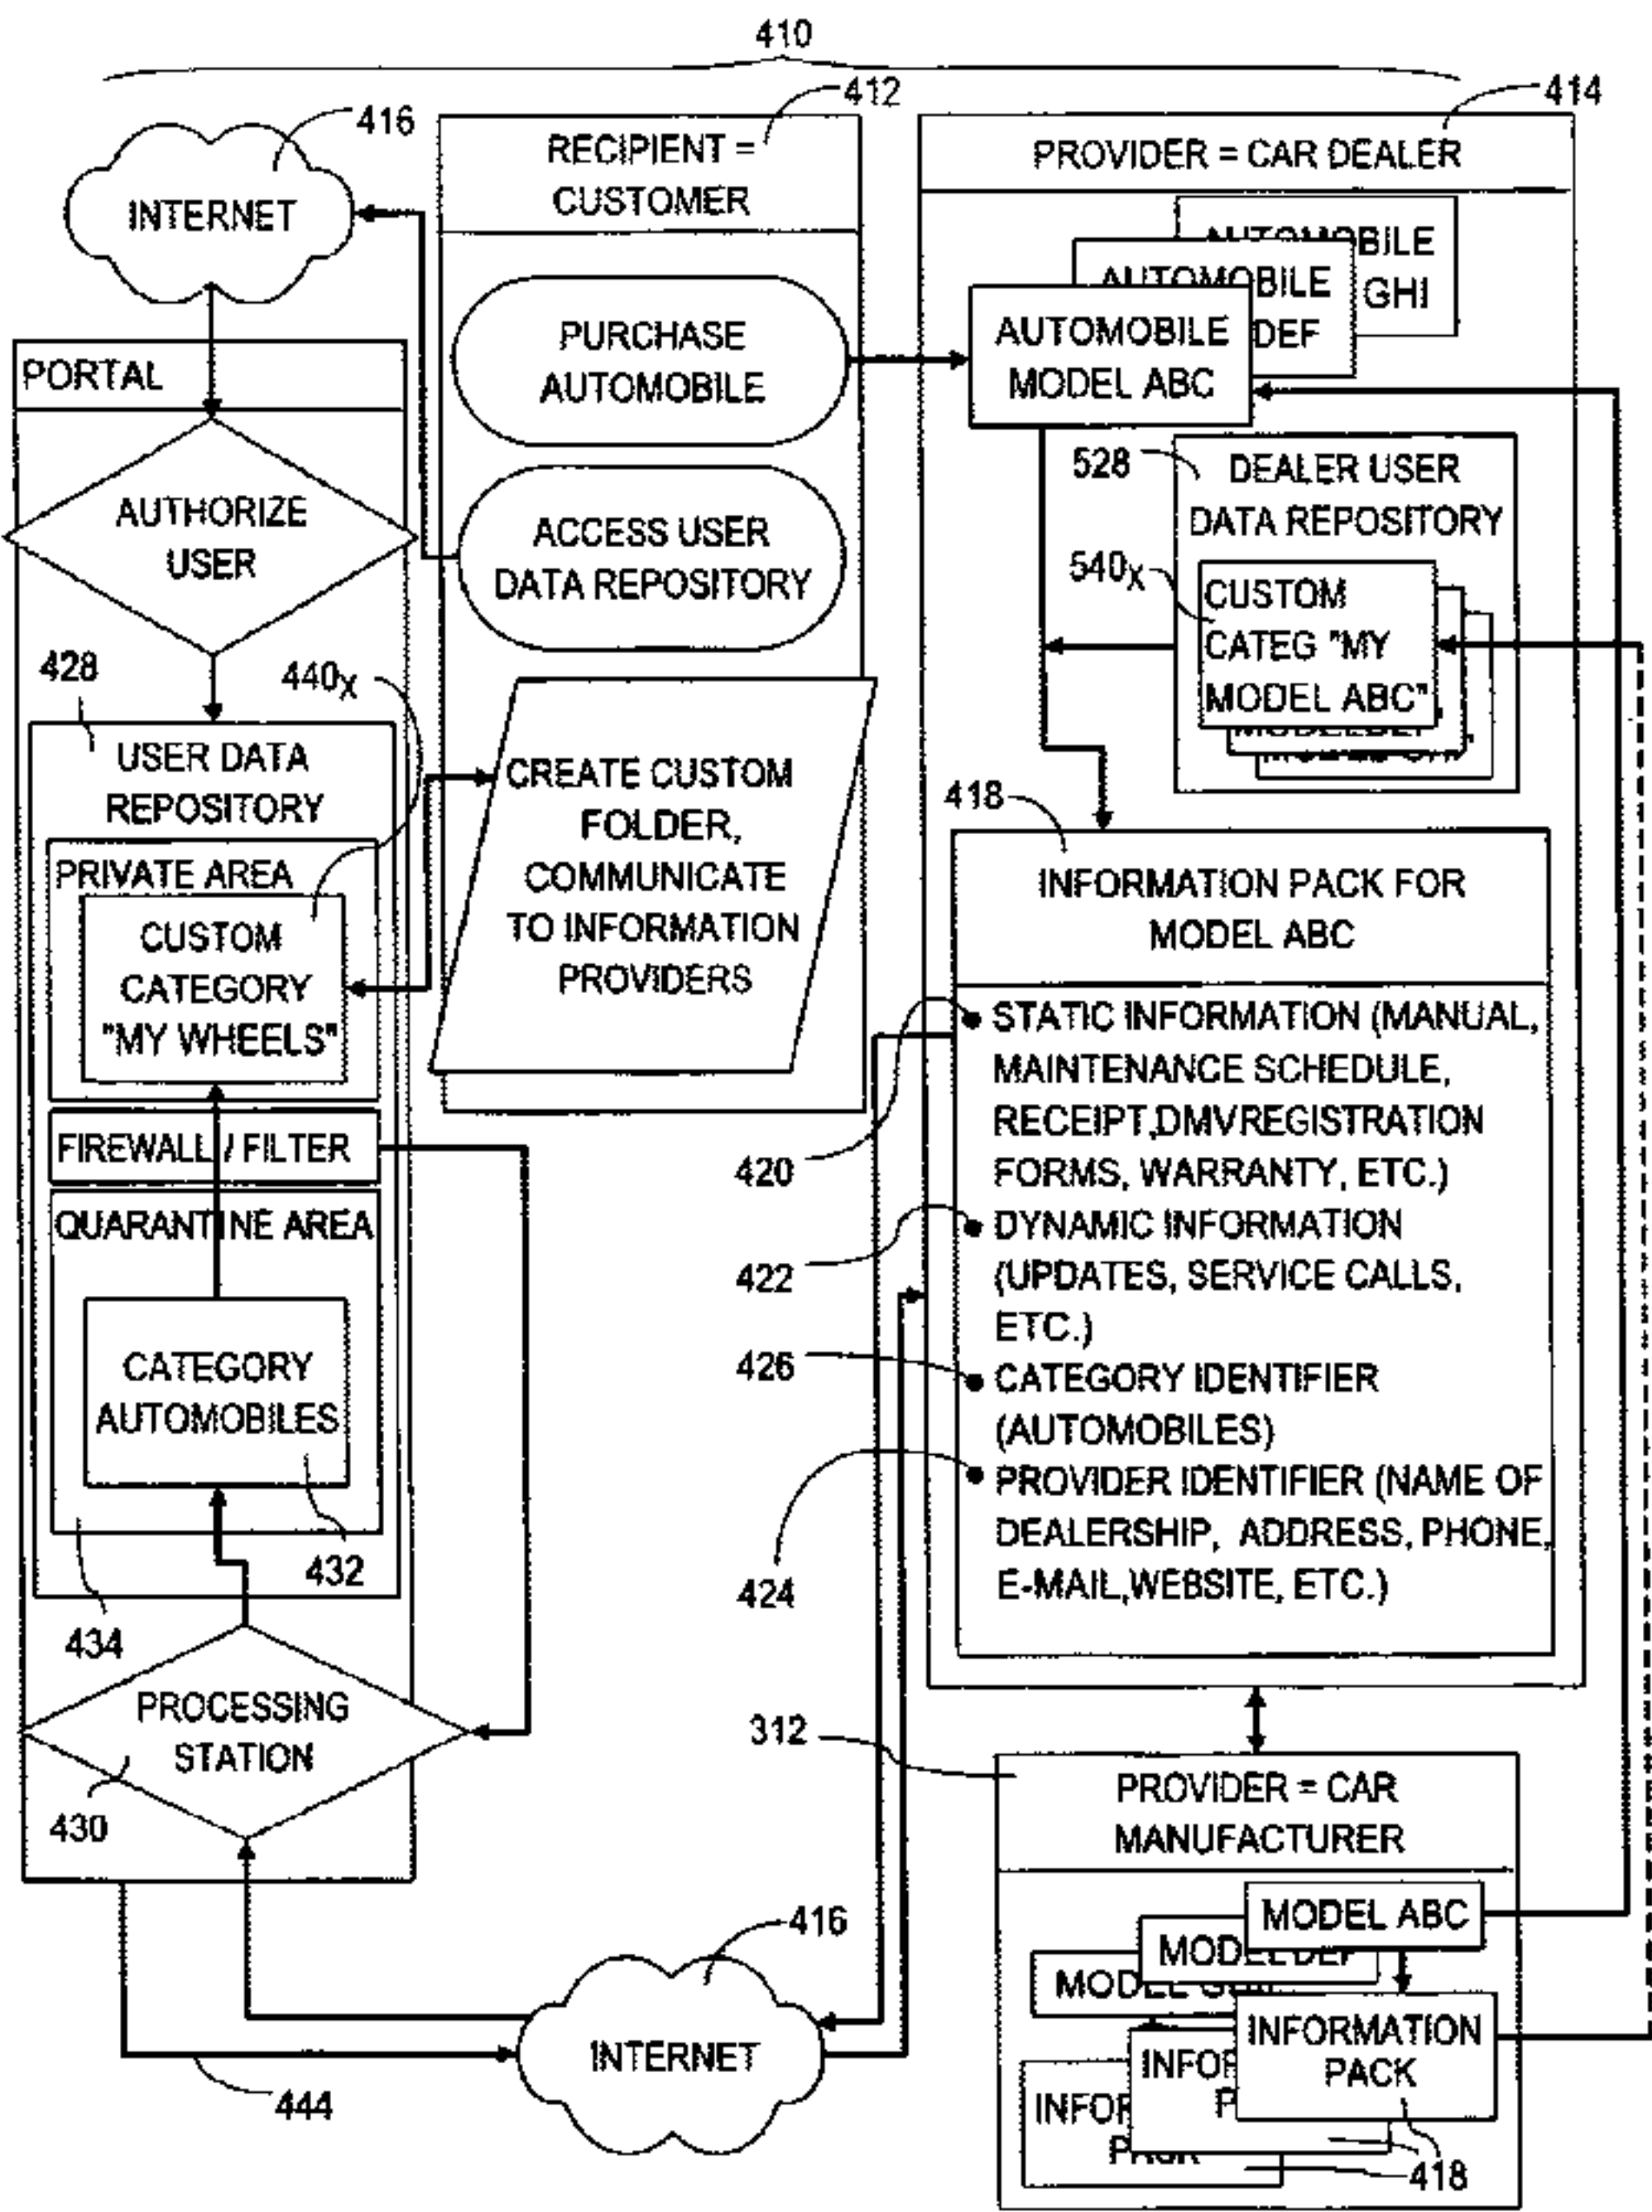 410
416
412
414
INTERNET
RECIPIENT =
CUSTOMER
PROVIDER = CAR DEALER
AUTOMOBILE
GHI
AUTOMOBILE
DEF
AUTOMOBILE
MODEL ABC
PURCHASE
AUTOMOBILE
PORTAL
AUTHORIZE
USER
ACCESS USER
DATA REPOSITORY
528
DEALER USER
DATA REPOSITORY
540X
CUSTOM
CATEG "MY
MODEL ABC"
428
440X
USER DATA
REPOSITORY
PRIVATE AREA
CUSTOM
CATEGORY
"MY WHEELS"
CREATE CUSTOM
FOLDER,
COMMUNICATE
TO INFORMATION
PROVIDERS
418
INFORMATION PACK FOR
MODEL ABC
420
• STATIC INFORMATION (MANUAL,
MAINTENANCE SCHEDULE,
RECEIPT,DMVREGISTRATION
FORMS, WARRANTY, ETC.)
422
• DYNAMIC INFORMATION
(UPDATES, SERVICE CALLS,
ETC.)
426
• CATEGORY IDENTIFIER
(AUTOMOBILES)
424
• PROVIDER IDENTIFIER (NAME OF
DEALERSHIP, ADDRESS, PHONE,
E-MAIL,WEBSITE, ETC.)
FIREWALL / FILTER
QUARANTINE AREA
CATEGORY
AUTOMOBILES
432
434
PROCESSING
STATION
430
312
PROVIDER = CAR
MANUFACTURER
MODEL ABC
MODEL DEF
MODEL
INFORMATION
PACK
INFOR
P
INFOR
PACK
418
416
INTERNET
444